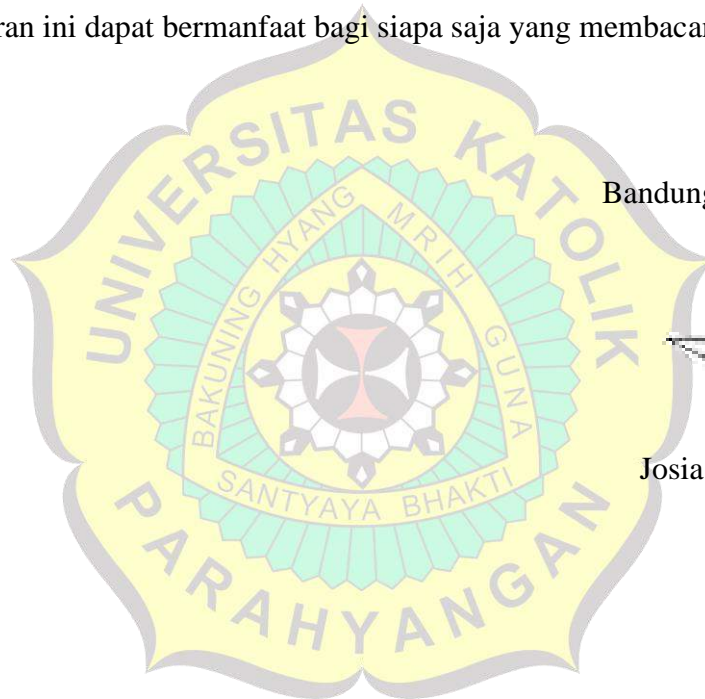 ran ini dapat bermanfaat bagi siapa saja yang membacan
UNIVERSITAS KATOLIK
Bandung
BAKUNING HYANG MRIH GUNA
SANTYAYA BHAKTI
Josia
PARAHYANGAN